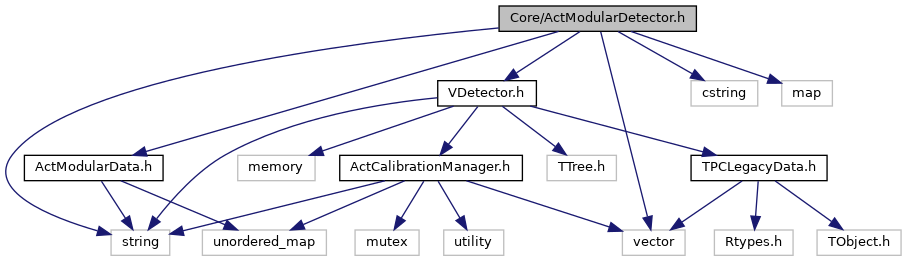 Core/ActModularDetector.h
VDetector.h
cstring
map
ActModularData.h
memory
ActCalibrationManager.h
TTree.h
TPCLegacyData.h
string
unordered_map
mutex
utility
vector
Rtypes.h
TObject.h